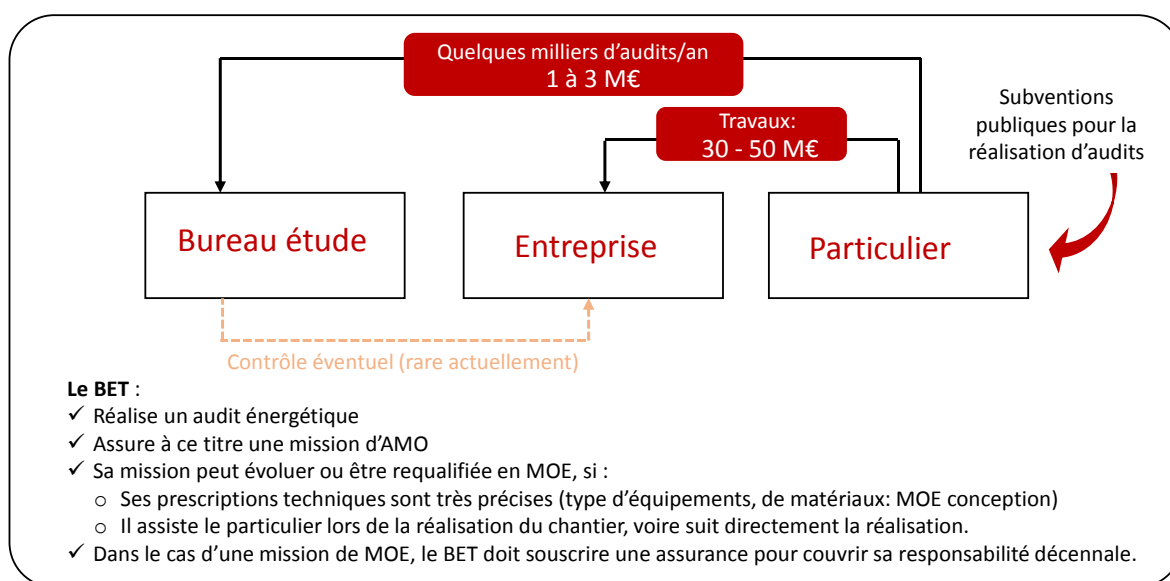 Quelques milliers d'audits/an
1 à 3 M€
Travaux:
30 - 50 M€
Subventions
publiques pour la
réalisation d'audits
Bureau étude
Entreprise
Particulier
Contrôle éventuel (rare actuellement)
Le BET :
✓ Réalise un audit énergétique
✓ Assure à ce titre une mission d'AMO
✓ Sa mission peut évoluer ou être requalifiée en MOE, si :
o Ses prescriptions techniques sont très précises (type d'équipements, de matériaux: MOE conception)
o Il assiste le particulier lors de la réalisation du chantier, voire suit directement la réalisation.
✓ Dans le cas d'une mission de MOE, le BET doit souscrire une assurance pour couvrir sa responsabilité décennale.